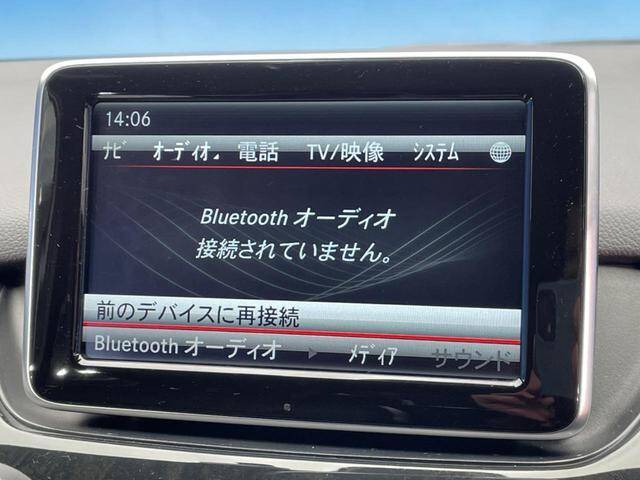 14:06
ナビ オーディオ 電話 TV/映像 システム
Bluetooth オーディオ
接続されていません。
前のデバイスに再接続
Bluetooth オーディオ メディア サウンド